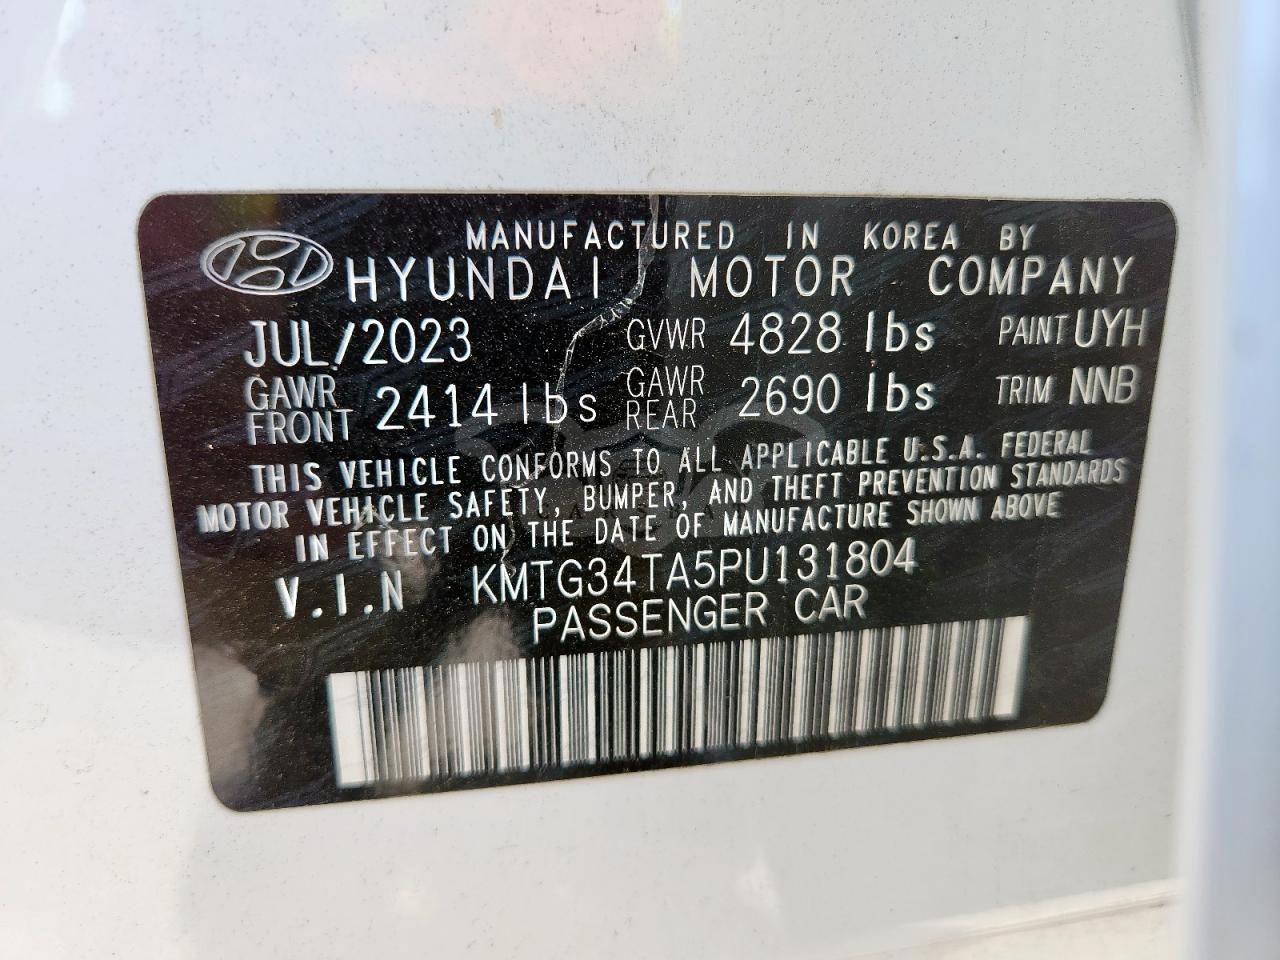 MANUFACTURED IN KOREA BY
HYUNDAI MOTOR COMPANY
JUL/2023 GVWR 4828 lbs PAINT UYH
GAWR FRONT 2414 lbs GAWR REAR 2690 lbs TRIM NNB
THIS VEHICLE CONFORMS TO ALL APPLICABLE U.S.A. FEDERAL
MOTOR VEHICLE SAFETY, BUMPER, AND THEFT PREVENTION STANDARDS
IN EFFECT ON THE DATE OF MANUFACTURE SHOWN ABOVE
V.I.N KMTG34TA5PU131804
PASSENGER CAR